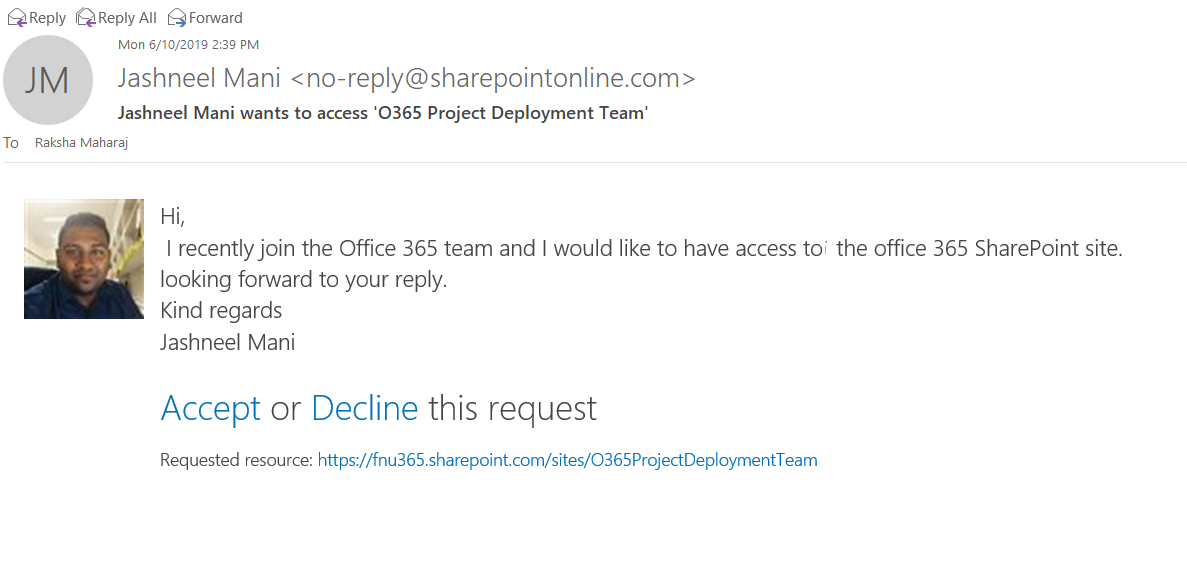 Reply Reply All Forward
Mon 6/10/2019 2:39 PM
JM
Jashneel Mani <no-reply@sharepointonline.com>
Jashneel Mani wants to access 'O365 Project Deployment Team'
To Raksha Maharaj
Hi,
I recently join the Office 365 team and I would like to have access to the office 365 SharePoint site.
looking forward to your reply.
Kind regards
Jashneel Mani
Accept or Decline this request
Requested resource: https://fnu365.sharepoint.com/sites/O365ProjectDeploymentTeam